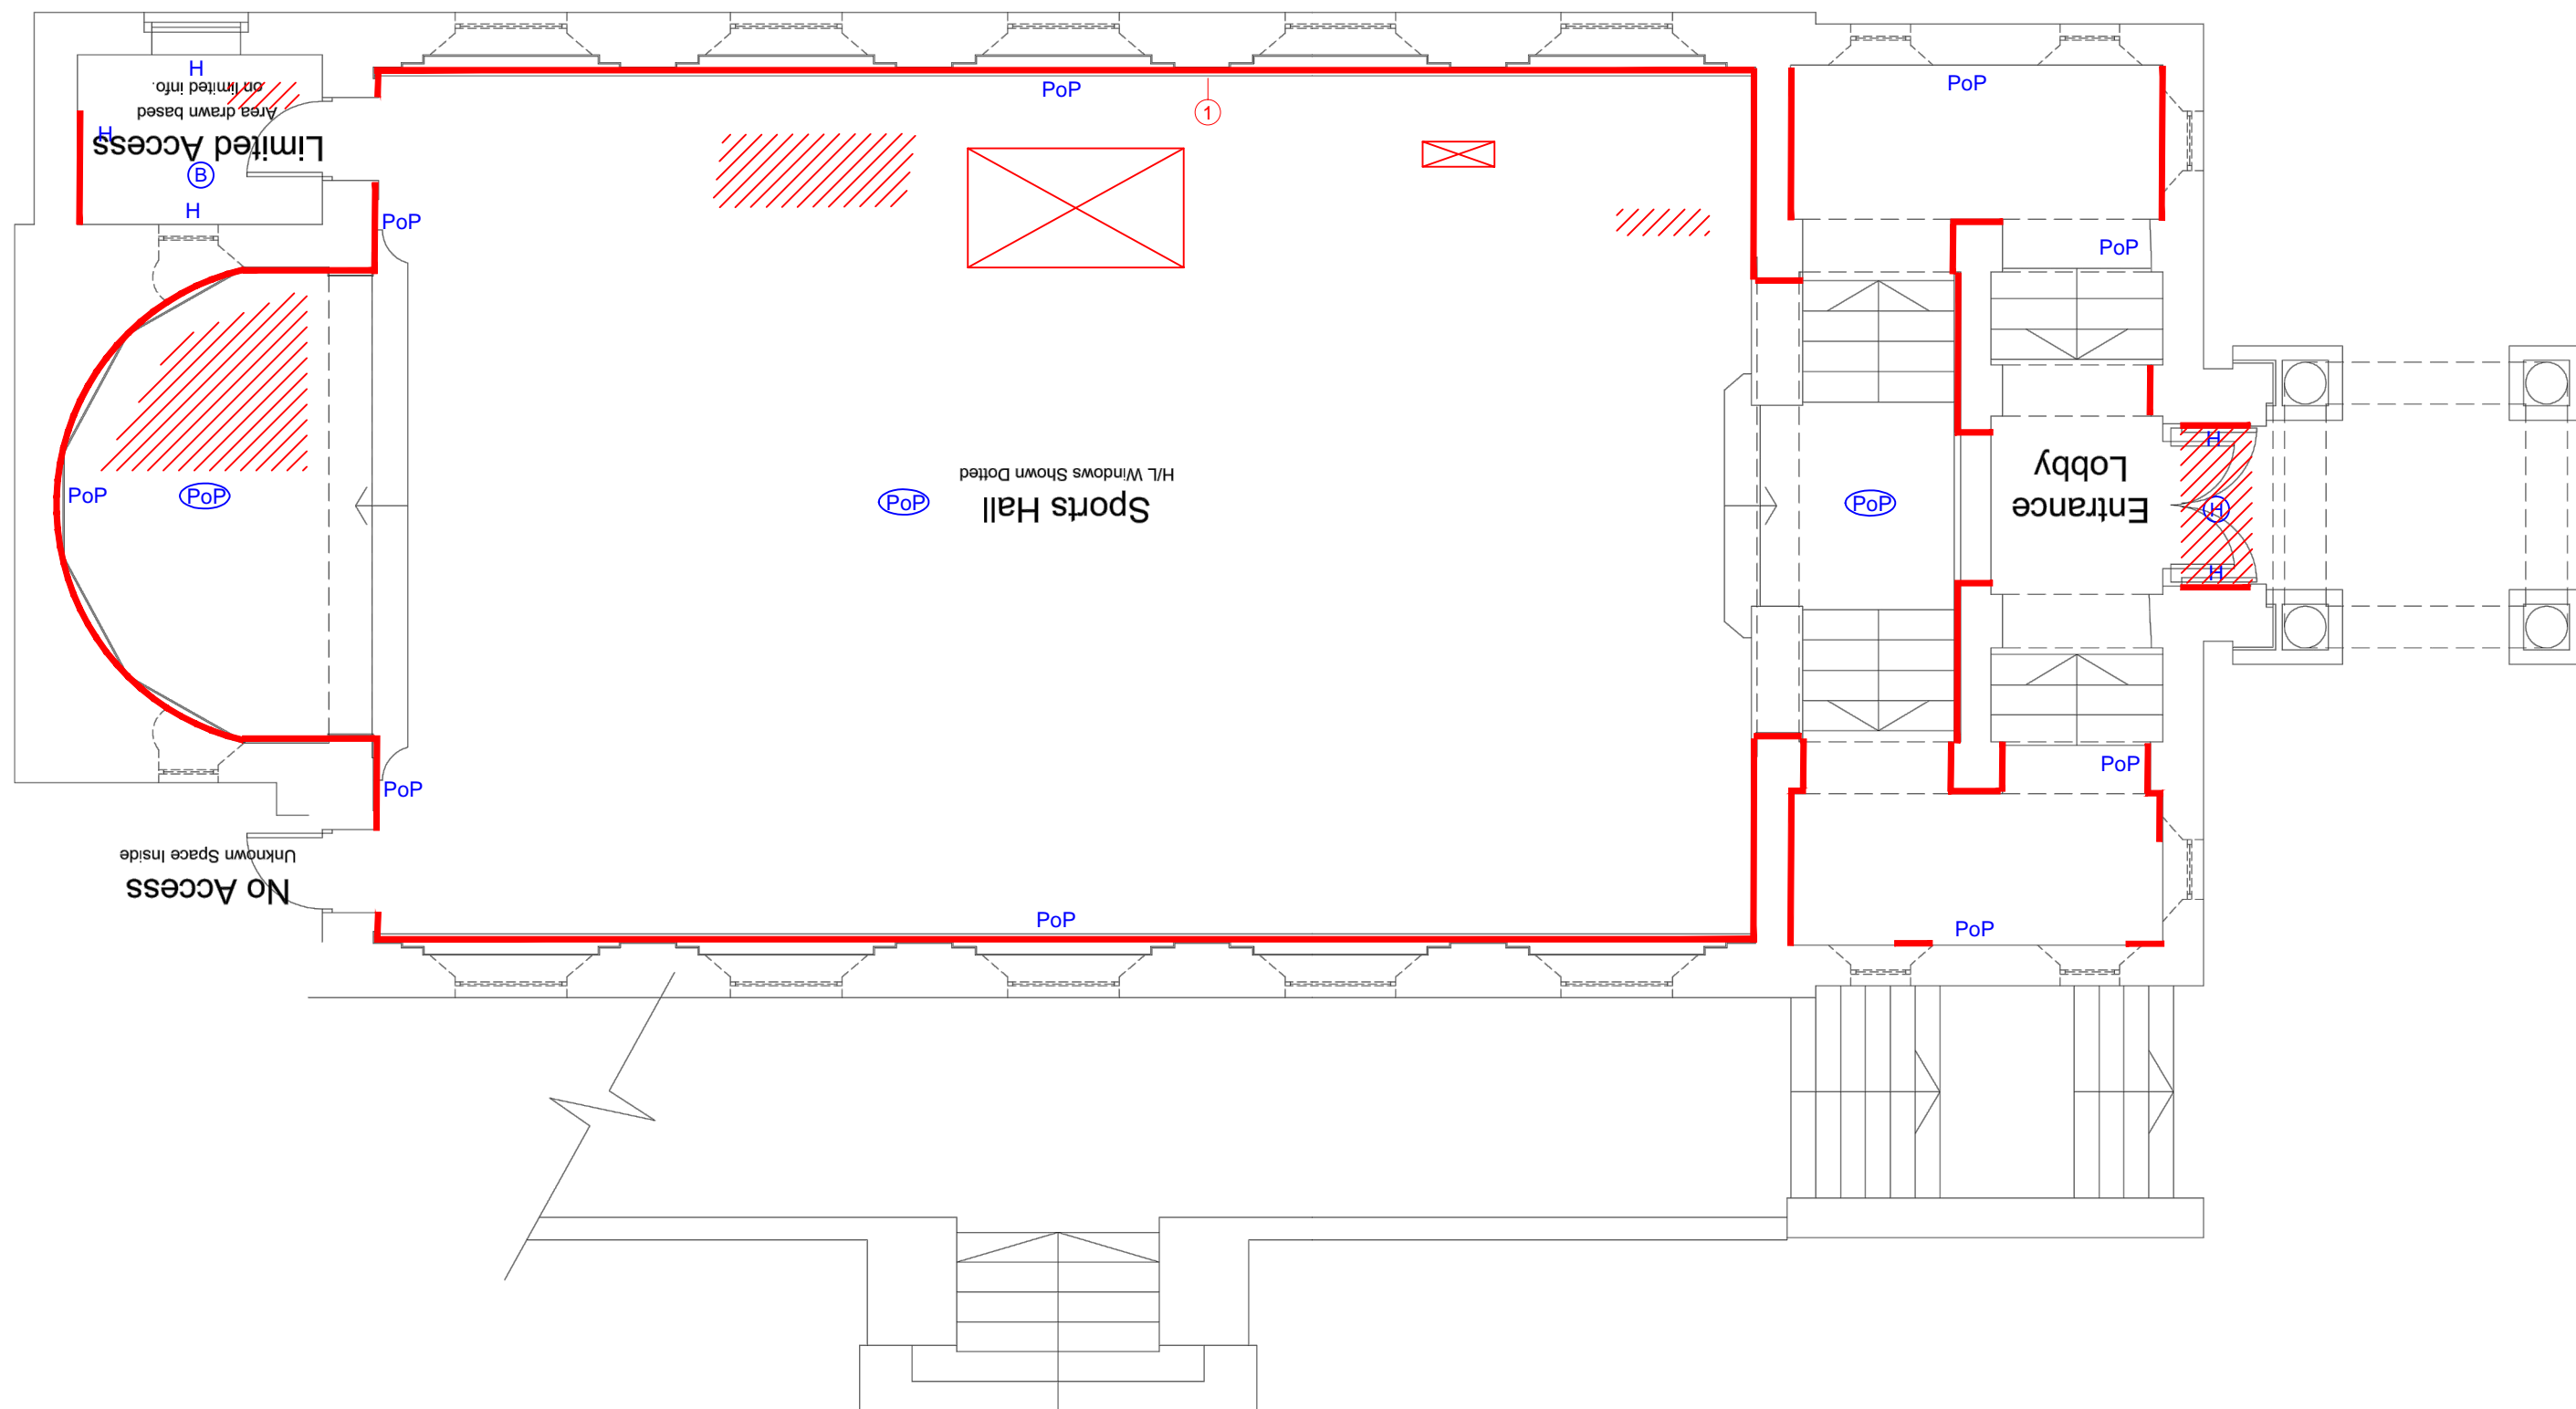 H
Limited Access
Area drawn based
on limited info.
H
B
H
PoP
PoP
1
PoP
PoP
PoP
PoP
PoP
Sports Hall
H/L Windows Shown Dotted
PoP
Entrance
Lobby
H
H
H
PoP
PoP
No Access
Unknown Space Inside
PoP
PoP